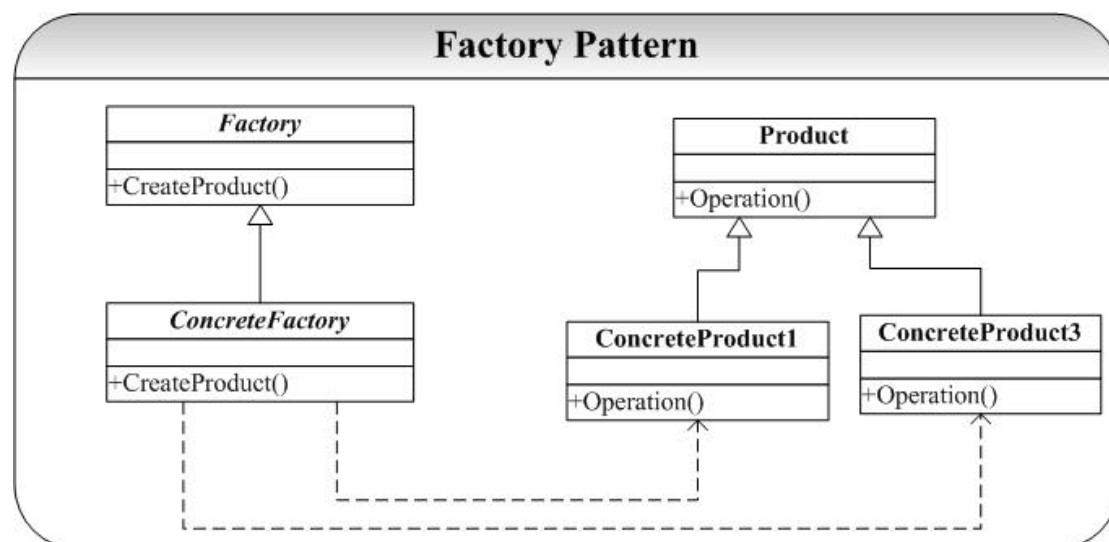 Factory Pattern
Factory
+CreateProduct()
Product
+Operation()
ConcreteFactory
+CreateProduct()
ConcreteProduct1
+Operation()
ConcreteProduct3
+Operation()